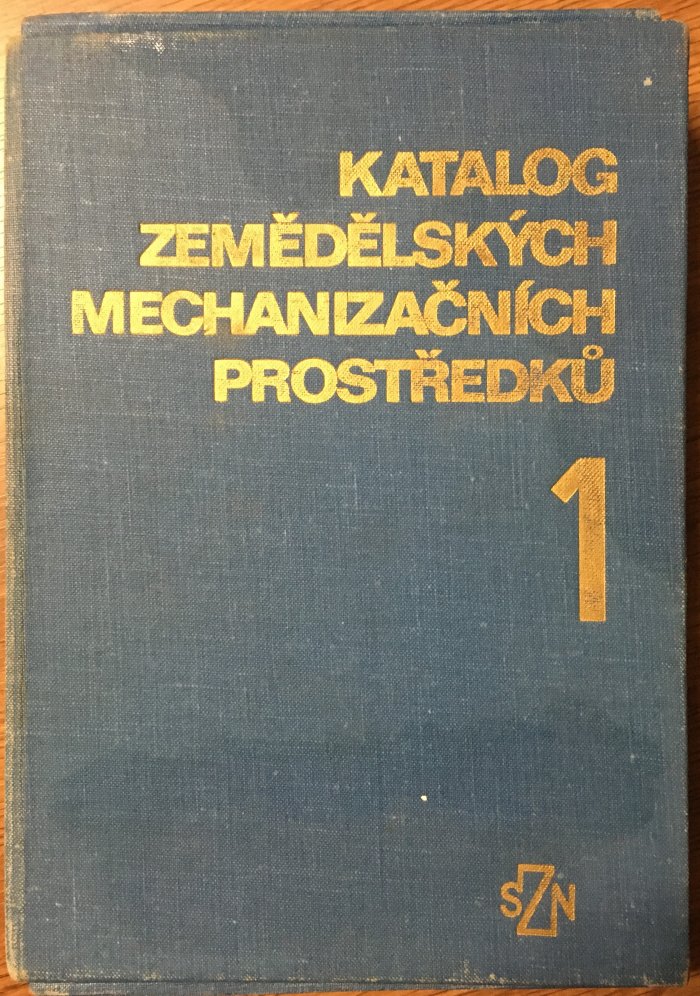 KATALOG
ZEMĚDĚLSKÝCH
MECHANIZAČNÍCH
PROSTŘEDKŮ
1
SZN